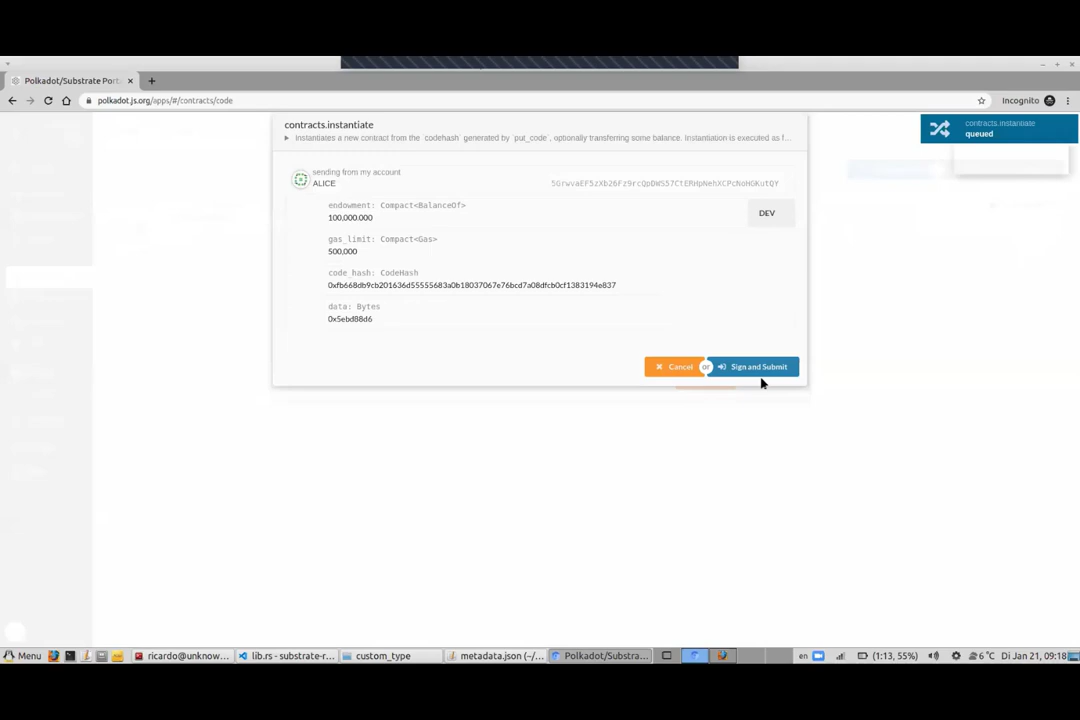 Polkadot/Substrate Port
polkadot.js.org/apps/#/contracts/code
Incognito
contracts.instantiate
Instantiates a new contract from the `codehash` generated by `put_code`, optionally transferring some balance. Instantiation is executed as f...
contracts.instantiate
queued
sending from my account
ALICE
5GrwvaEF5zXb26Fz9rcQpDWS57CtERHpNehXCPcNoHGKutQY
endowment: Compact<BalanceOf>
100,000.000
DEV
gas_limit: Compact<Gas>
500,000
code_hash: CodeHash
0xfb668db9cb201636d55555683a0b18037067e76bcd7a08dfcb0cf1383194e837
data: Bytes
0x5ebd88d6
Cancel
or
Sign and Submit
Menu
ricardo@unknow...
lib.rs - substrate-r...
custom_type
metadata.json (~/...
Polkadot/Substra...
en
(1:13, 55%)
6 °C
Di Jan 21, 09:18